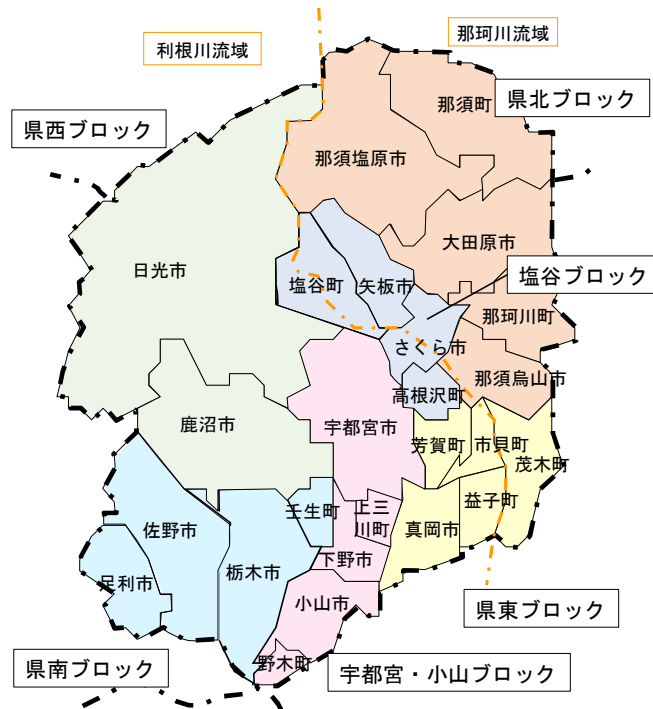 那珂川流域
利根川流域
県北ブロック
那須町
県西ブロック
那須塩原市
大田原市
日光市
塩谷ブロック
塩谷町
矢板市
那珂川町
さくら市
那須烏山市
高根沢町
鹿沼市
宇都宮市
芳賀町
市貝町
茂木町
壬生町
上三
川町
益子町
佐野市
真岡市
下野市
足利市
栃木市
小山市
県東ブロック
野木町
県南ブロック
宇都宮・小山ブロック